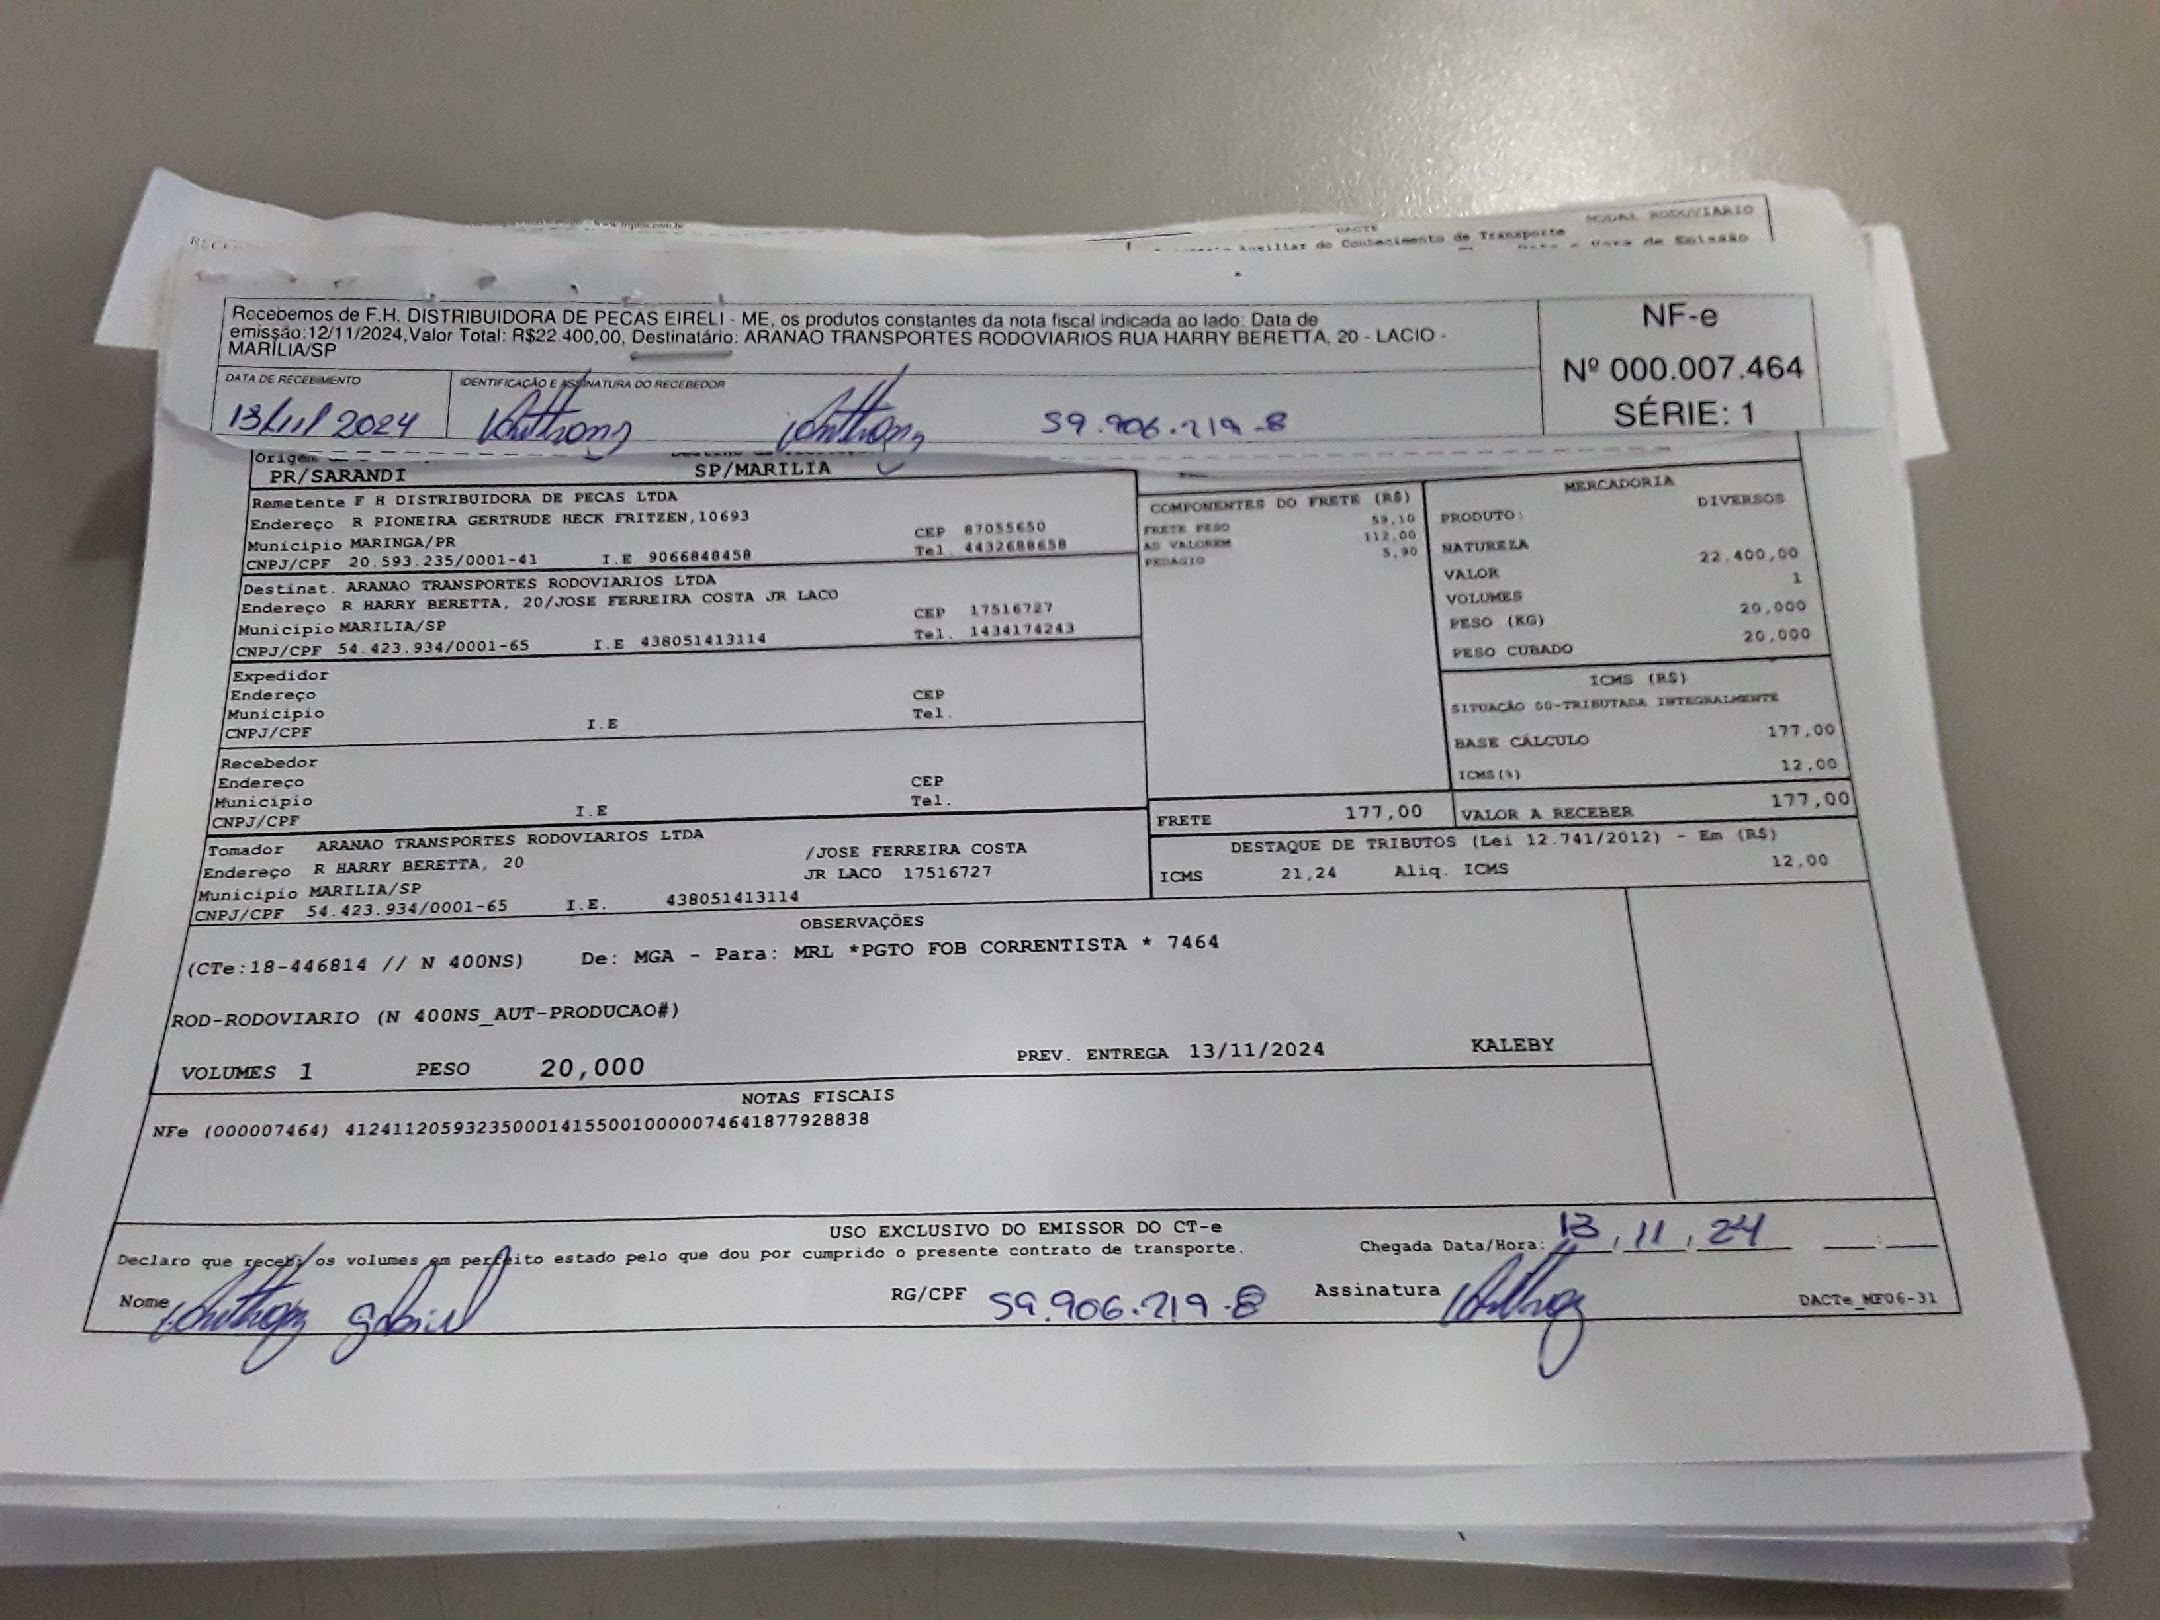 www.
MODAL RODOVIARIO
DACTE
Auxiliar do Conhecimento de Transporte
Data e Hora de Emissão
Recebemos de F.H. DISTRIBUIDORA DE PECAS EIRELI - ME, os produtos constantes da nota fiscal indicada ao lado: Data de
emissão:12/11/2024,Valor Total: R$22.400,00, Destinatário: ARANAO TRANSPORTES RODOVIARIOS RUA HARRY BERETTA, 20 - LACIO -
MARÍLIA/SP
NF-e
Nº 000.007.464
SÉRIE: 1
DATA DE RECEBIMENTO
IDENTIFICAÇÃO E ASSINATURA DO RECEBEDOR
13/11/2024 Anthony Anthony 59.906.219-8
Origem
PR/SARANDI SP/MARILIA
Remetente F H DISTRIBUIDORA DE PECAS LTDA
Endereço R PIONEIRA GERTRUDE HECK FRITZEN,10693 CEP 87055650
Município MARINGA/PR Tel. 4432688658
CNPJ/CPF 20.593.235/0001-41 I.E 9066848458
Destinat. ARANAO TRANSPORTES RODOVIARIOS LTDA
Endereço R HARRY BERETTA, 20/JOSE FERREIRA COSTA JR LACO CEP 17516727
Município MARILIA/SP Tel. 1434174243
CNPJ/CPF 54.423.934/0001-65 I.E 438051413114
Expedidor
Endereço CEP
Município Tel.
CNPJ/CPF I.E
Recebedor
Endereço CEP
Município Tel.
CNPJ/CPF I.E
Tomador ARANAO TRANSPORTES RODOVIARIOS LTDA
Endereço R HARRY BERETTA, 20 /JOSE FERREIRA COSTA
JR LACO 17516727
Município MARILIA/SP
CNPJ/CPF 54.423.934/0001-65 I.E. 438051413114
COMPONENTES DO FRETE (R$)
FRETE PESO 59,10
AD VALOREM 112,00
PEDAGIO 5,90
MERCADORIA
PRODUTO: DIVERSOS
NATUREZA
VALOR 22.400,00
VOLUMES 1
PESO (KG) 20,000
PESO CUBADO 20,000
ICMS (R$)
SITUAÇÃO 00-TRIBUTADA INTEGRALMENTE
BASE CÁLCULO 177,00
ICMS(%) 12,00
FRETE 177,00
VALOR A RECEBER 177,00
DESTAQUE DE TRIBUTOS (Lei 12.741/2012) - Em (R$)
ICMS 21,24 Aliq. ICMS 12,00
OBSERVAÇÕES
(CTe:18-446814 // N 400NS) De: MGA - Para: MRL *PGTO FOB CORRENTISTA * 7464
ROD-RODOVIARIO (N 400NS_AUT-PRODUCAO#)
VOLUMES 1 PESO 20,000 PREV. ENTREGA 13/11/2024 KALEBY
NOTAS FISCAIS
NFe (000007464) 41241120593235000141550010000074641877928838
USO EXCLUSIVO DO EMISSOR DO CT-e
Declaro que recebi os volumes em perfeito estado pelo que dou por cumprido o presente contrato de transporte.
Chegada Data/Hora: 13, 11, 24 :
Nome Anthony Gabriel RG/CPF 59.906.219-8 Assinatura Anthony
DACTe_MF06-31